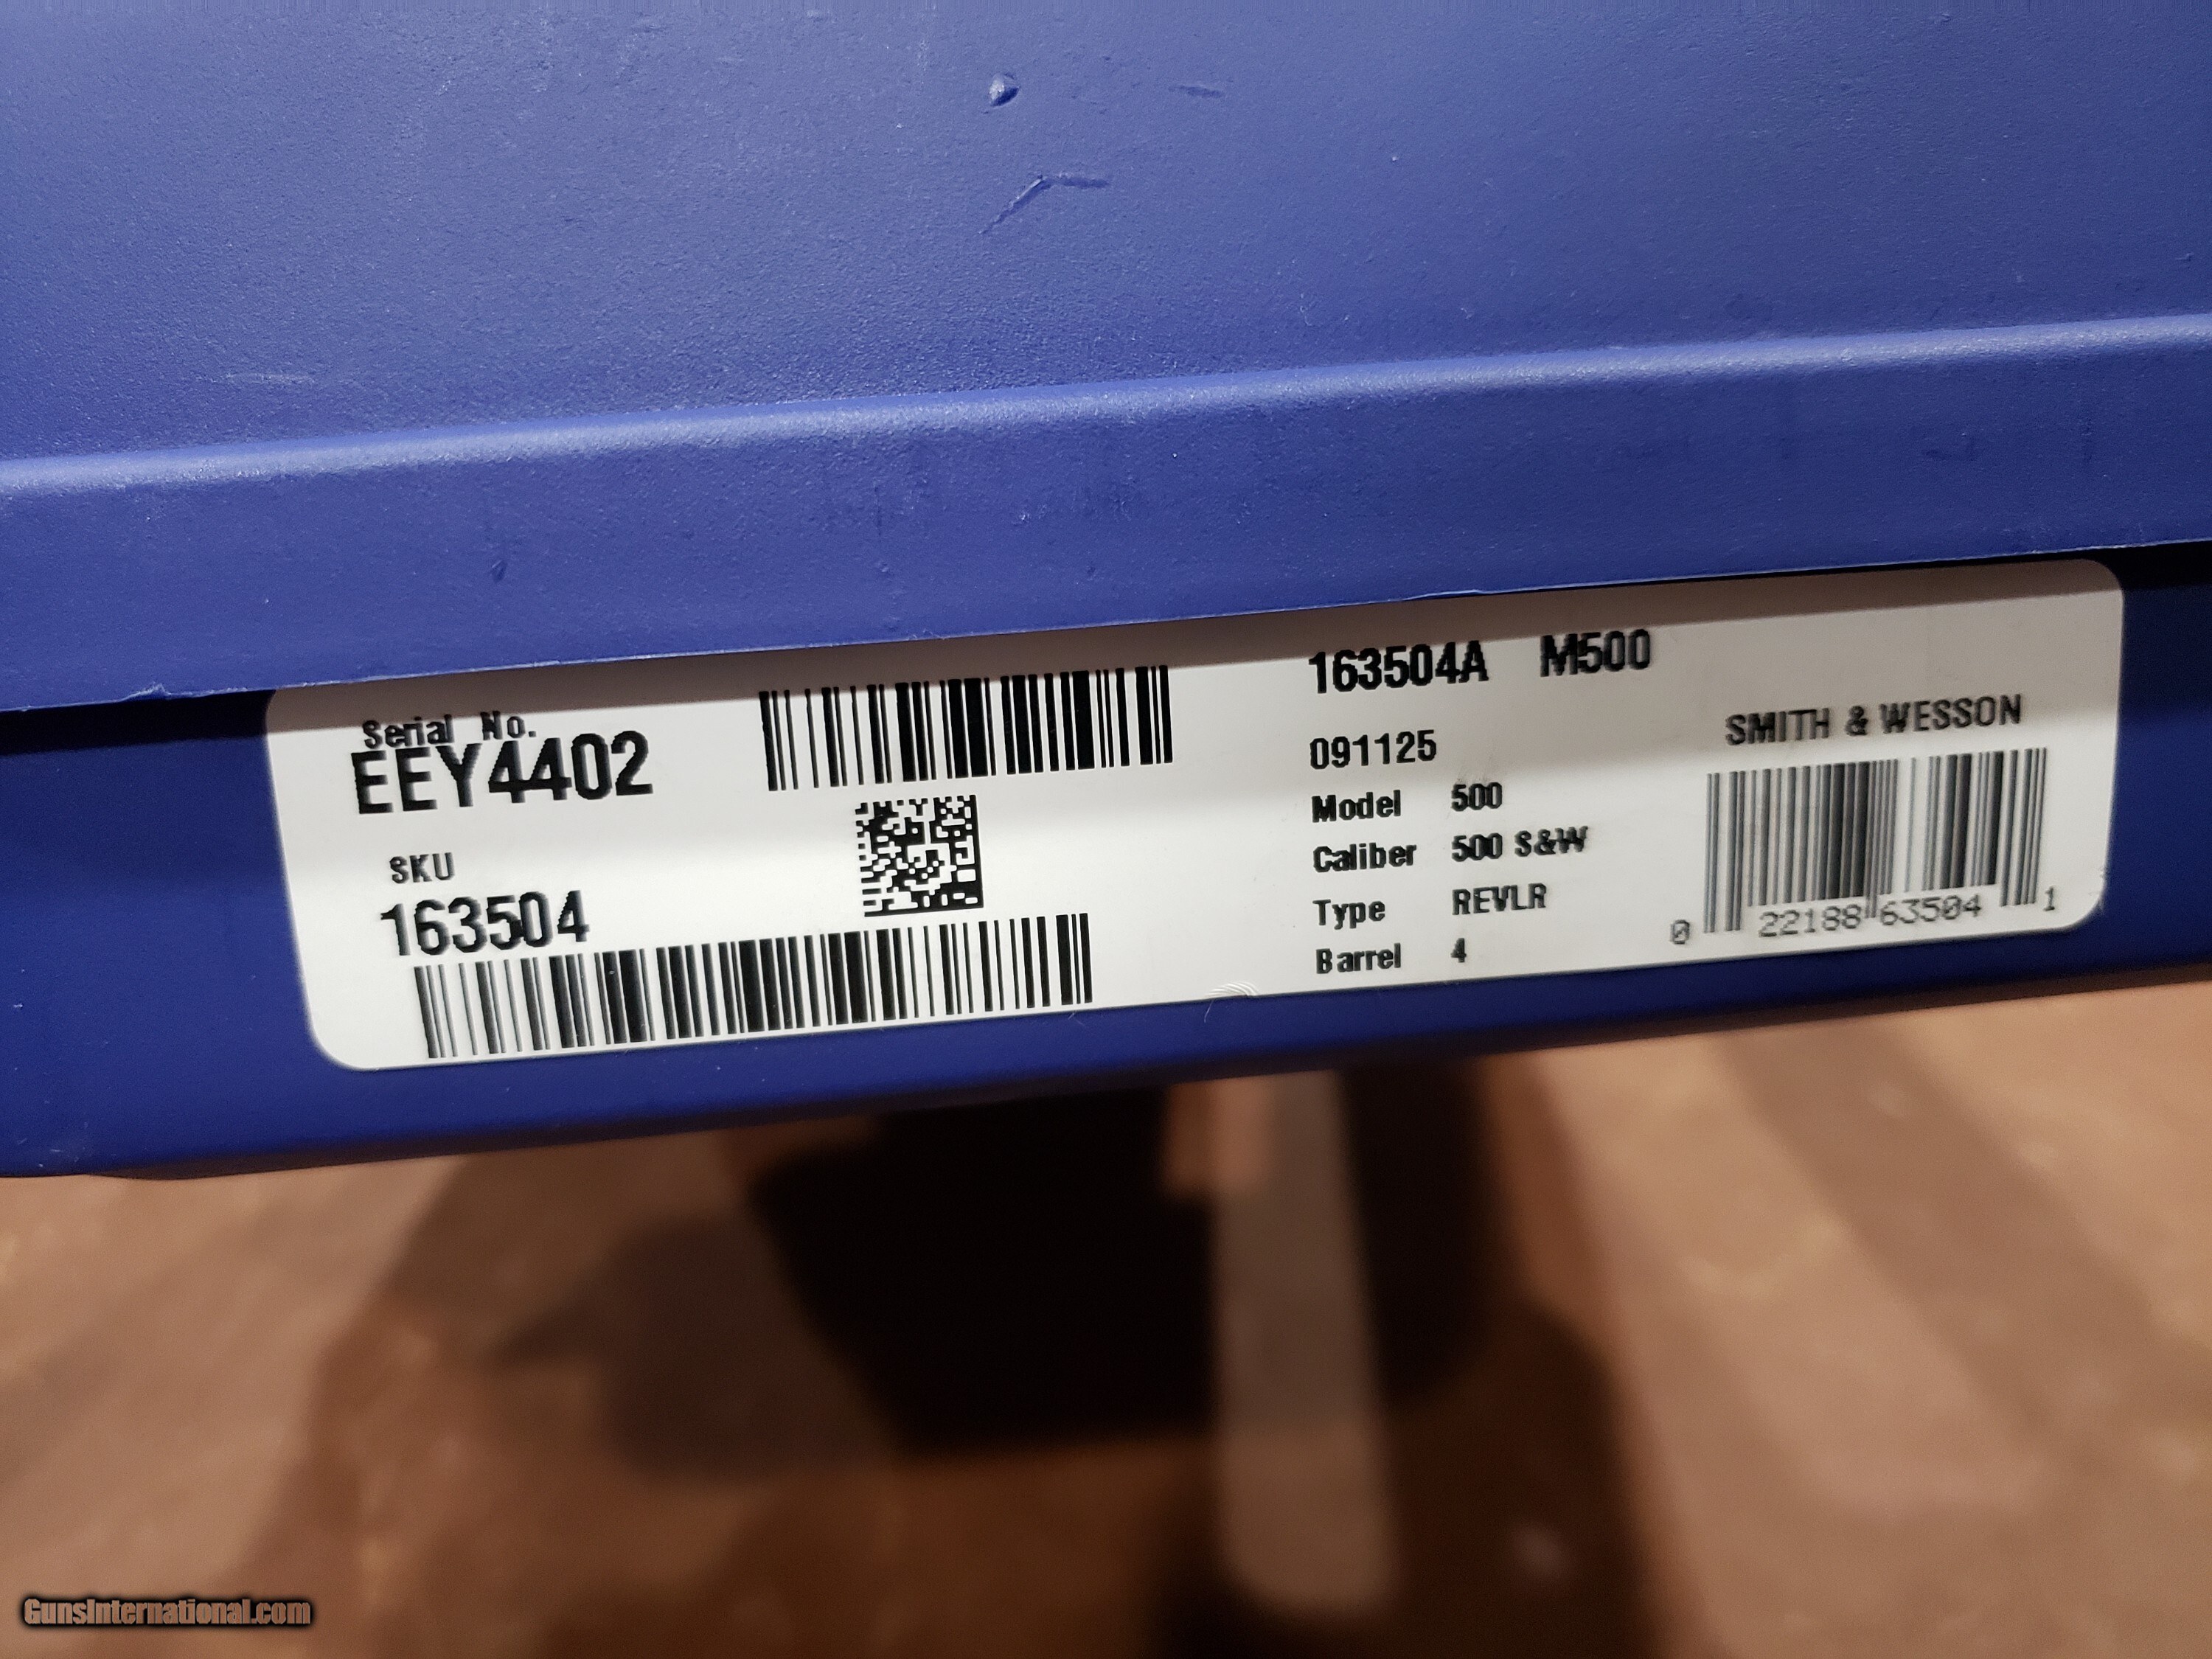 Serial No.
EEY4402
SKU
163504
163504A M500
091125
Model 500
Caliber 500 S&W
Type REVLR
Barrel 4
SMITH & WESSON
0 22188 63504 1
GunsInternational.com